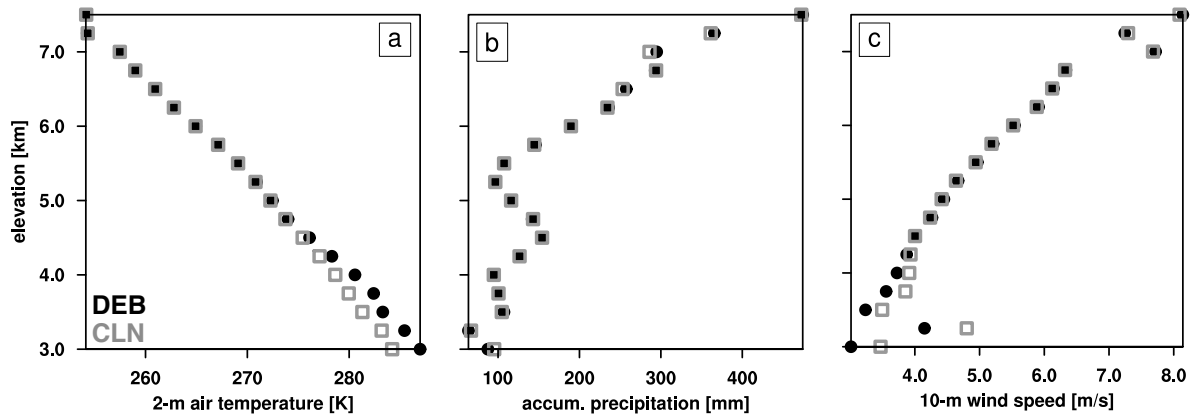 a
b
c
7.0
6.0
5.0
4.0
3.0
elevation [km]
DEB
CLN
260 270 280
2-m air temperature [K]
100 200 300 400
accum. precipitation [mm]
4.0 5.0 6.0 7.0 8.0
10-m wind speed [m/s]